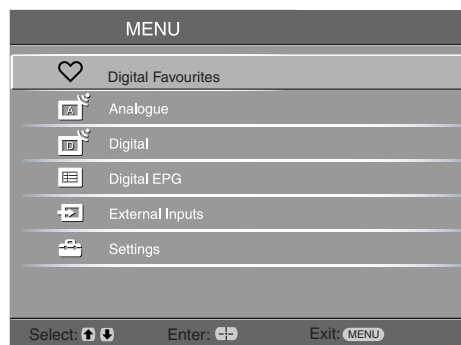 MENU
Digital Favourites
A Analogue
D Digital
Digital EPG
External Inputs
Settings
Select: Enter: Exit: MENU